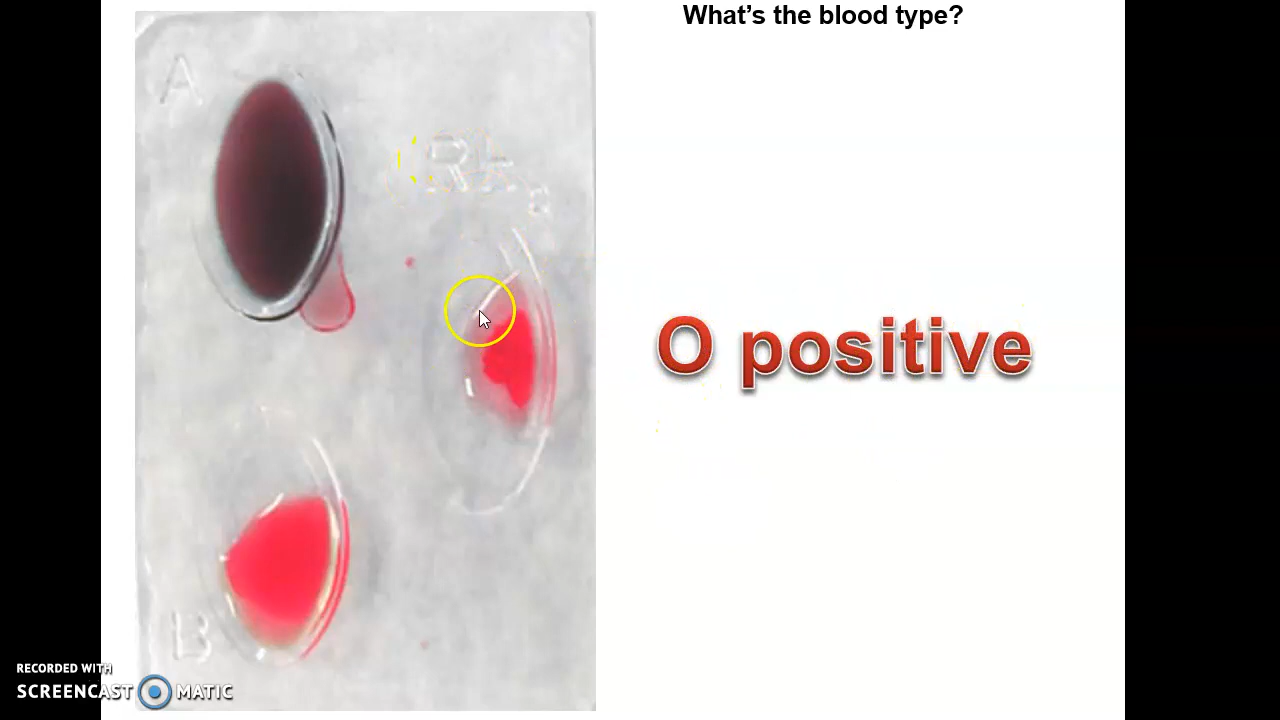 What's the blood type?
A
Rh
O positive
B
RECORDED WITH
SCREENCAST MATIC